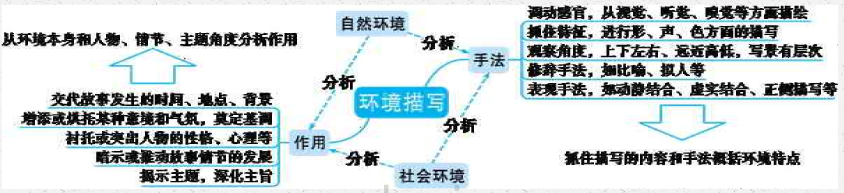 自然环境
调动感官，从视觉、听觉、嗅觉等方面描绘
抓住特征，进行形、声、色方面的描写
观察角度，上下左右、远近高低，写景有层次
修辞手法，如比喻、拟人等
表现手法，如动静结合、虚实结合、正侧描写等
从环境本身和人物、情节、主题角度分析作用
分析
手法
分析
环境描写
交代故事发生的时间、地点、背景
增添或烘托某种意境和气氛，奠定基调
衬托或突出人物的性格、心理等
暗示或推动故事情节的发展
揭示主题，深化主旨
作用
分析
分析
社会环境
抓住描写的内容和手法概括环境特点